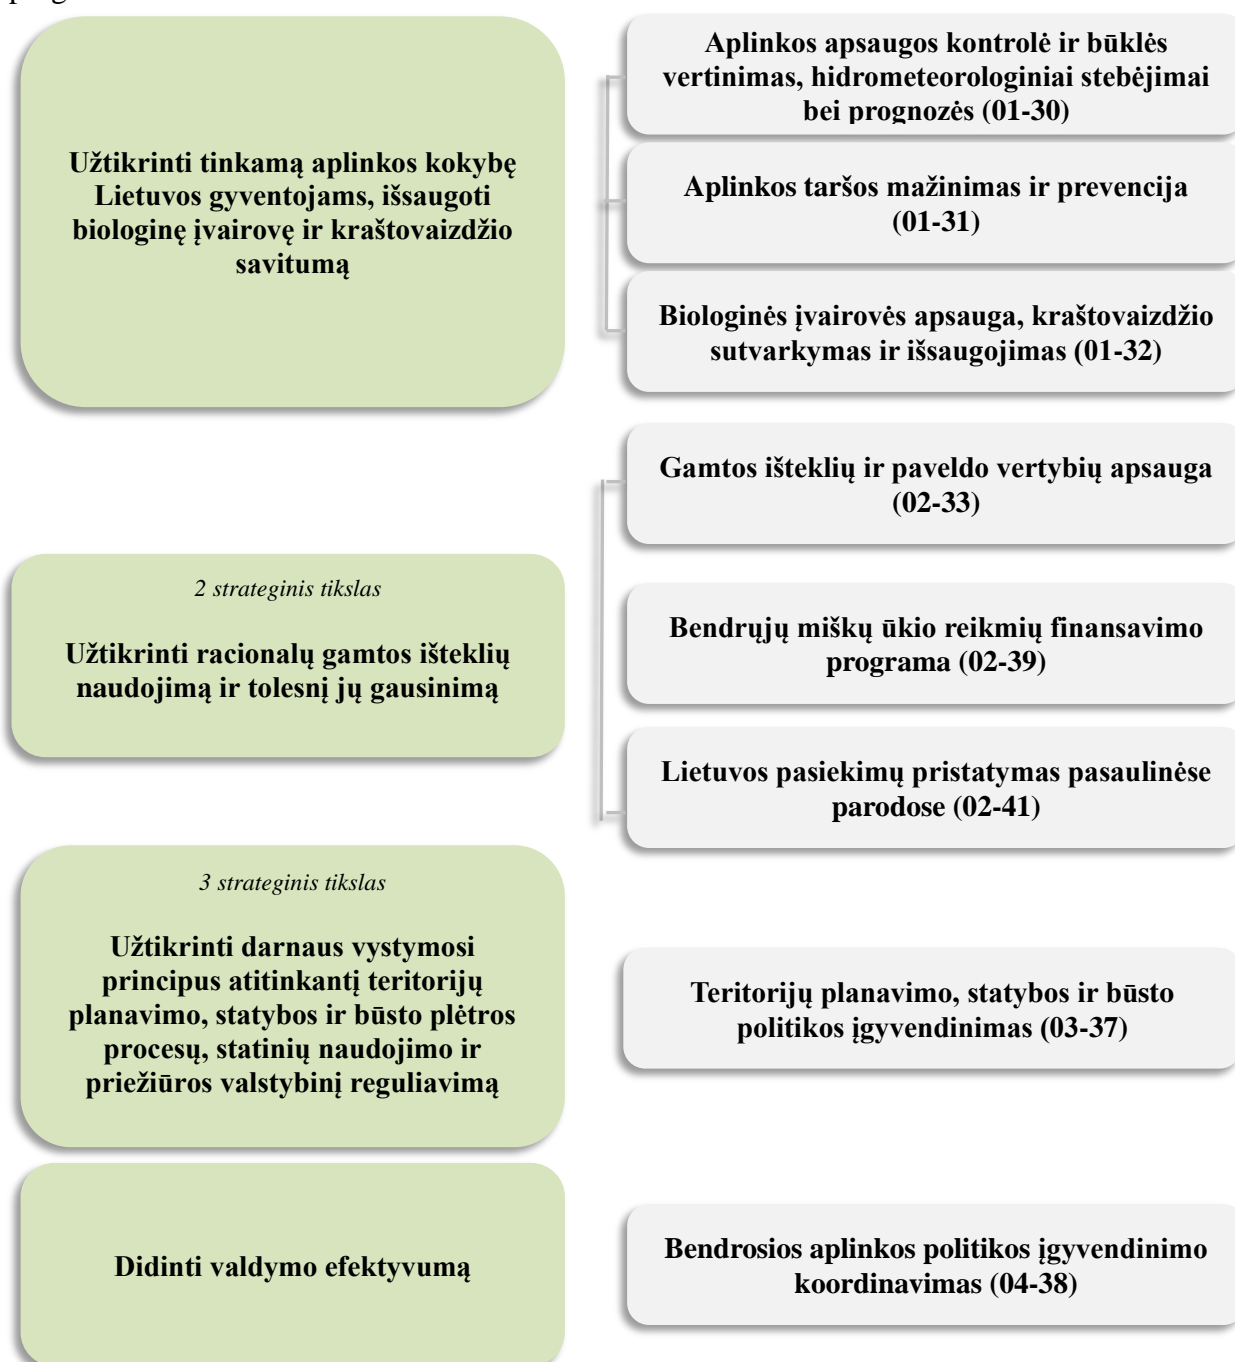 Užtikrinti tinkamą aplinkos kokybę
Lietuvos gyventojams, išsaugoti
biologinę įvairovę ir kraštovaizdžio
savitumą
Aplinkos apsaugos kontrolė ir būklės
vertinimas, hidrometeorologiniai stebėjimai
bei prognozės (01-30)
Aplinkos taršos mažinimas ir prevencija
(01-31)
Biologinės įvairovės apsauga, kraštovaizdžio
sutvarkymas ir išsaugojimas (01-32)
2 strateginis tikslas
Užtikrinti racionalų gamtos išteklių
naudojimą ir tolesnį jų gausinimą
Gamtos išteklių ir paveldo vertybių apsauga
(02-33)
Bendrųjų miškų ūkio reikmių finansavimo
programa (02-39)
Lietuvos pasiekimų pristatymas pasaulinėse
parodose (02-41)
3 strateginis tikslas
Užtikrinti darnaus vystymosi
principus atitinkantį teritorijų
planavimo, statybos ir būsto plėtros
procesų, statinių naudojimo ir
priežiūros valstybinį reguliavimą
Teritorijų planavimo, statybos ir būsto
politikos įgyvendinimas (03-37)
Didinti valdymo efektyvumą
Bendrosios aplinkos politikos įgyvendinimo
koordinavimas (04-38)